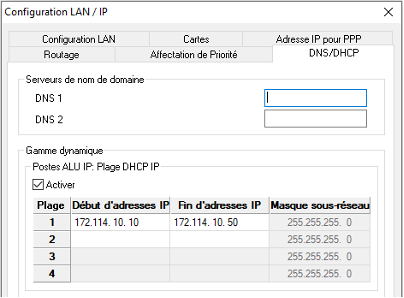 Configuration LAN / IP
Configuration LAN Cartes Adresse IP pour PPP
Routage Affectation de Priorité DNS/DHCP
Serveurs de nom de domaine
DNS 1
DNS 2
Gamme dynamique
Postes ALU IP: Plage DHCP IP
Activer
Plage Début d'adresses IP Fin d'adresses IP Masque sous-réseau
1 172.114. 10. 10 172.114. 10. 50 255.255.255. 0
2 255.255.255. 0
3 255.255.255. 0
4 255.255.255. 0